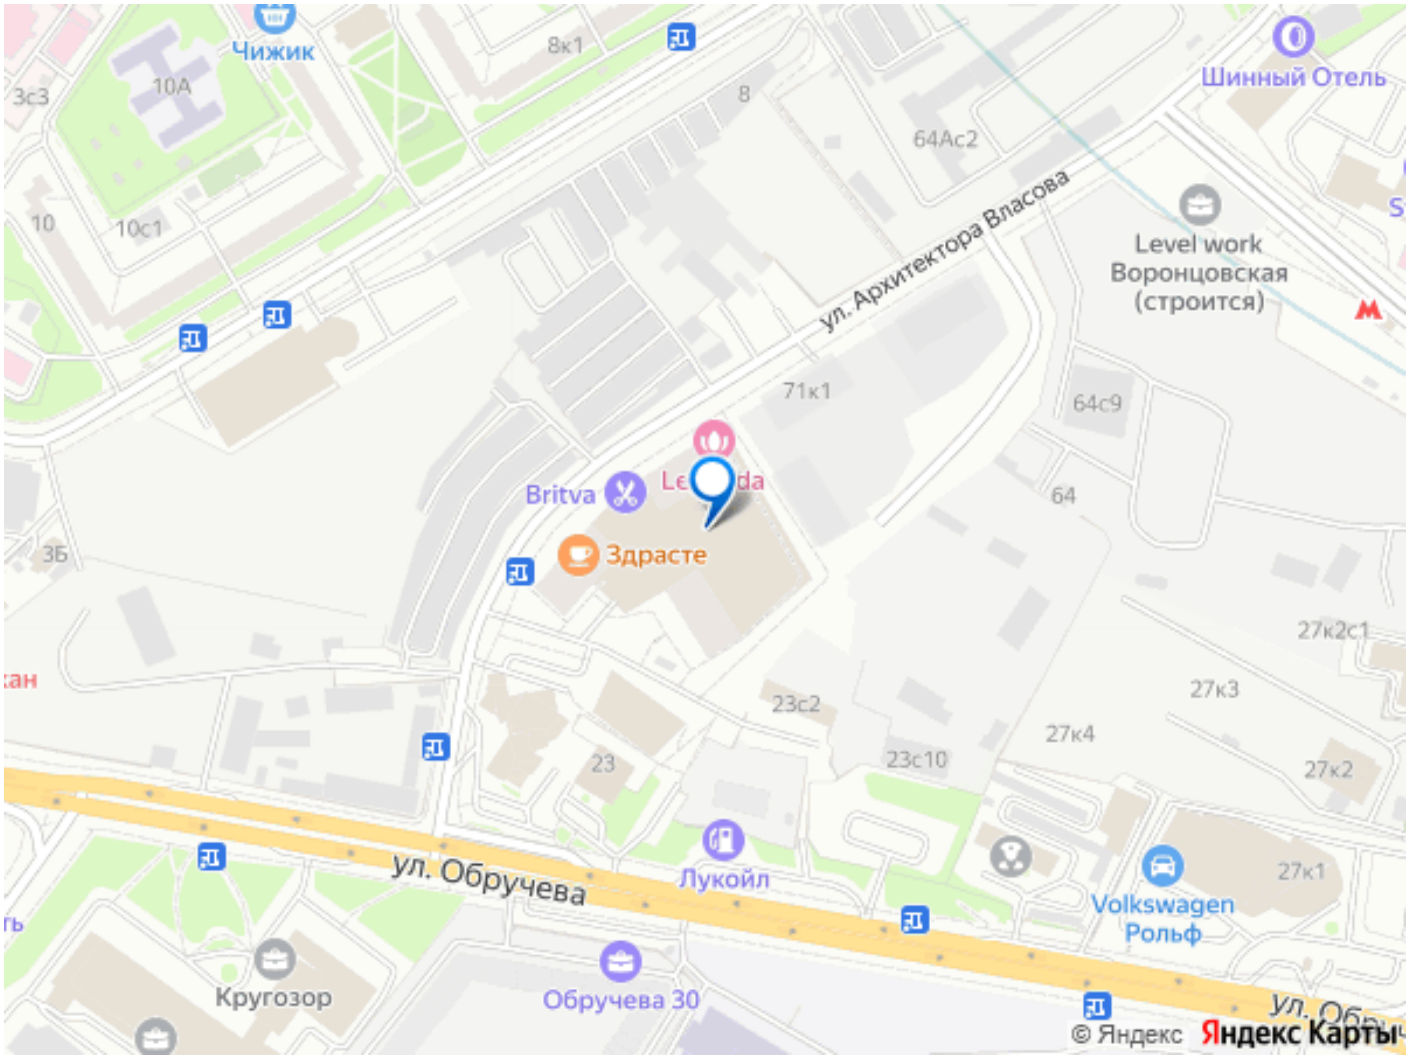 Чижик
8к1
Шинный Отель
3с3
10А
8
64Ас2
10
10с1
ул. Архитектора Власова
Level work
Воронцовская
(строится)
71к1
64с9
Britva
64
3Б
Здрасте
27к2с1
27к3
23с2
27к4
23с10
27к2
23
ул. Обручева
Лукойл
27к1
Volkswagen
Рольф
Кругозор
Обручева 30
© Яндекс
Яндекс Карты